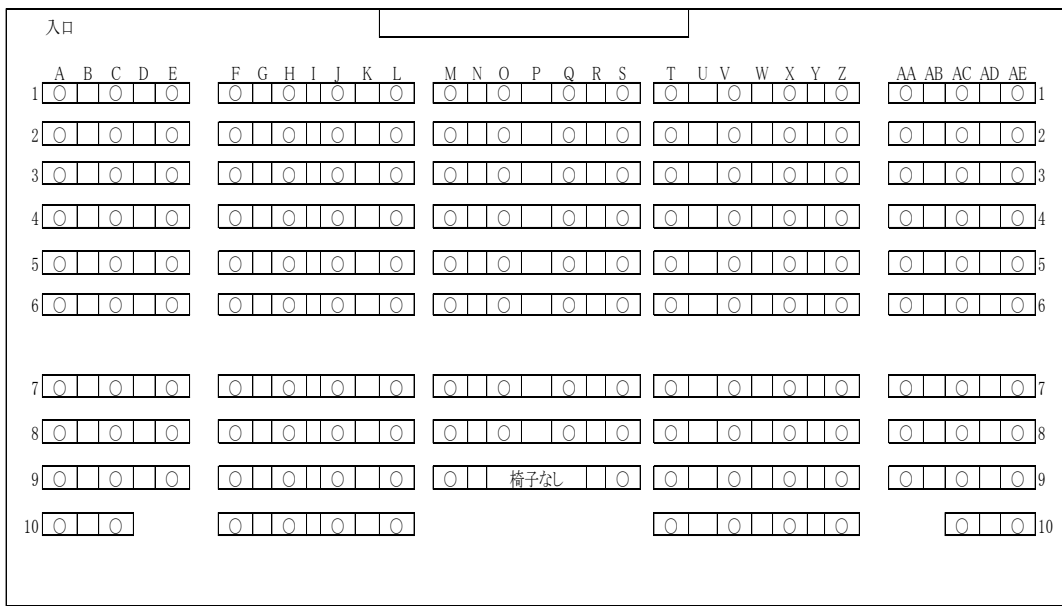 入口
A B C D E F G H I J K L M N O P Q R S T U V W X Y Z AA AB AC AD AE
1 ○ ○ ○ ○ ○ ○ ○ ○ ○ ○ ○ ○ ○ ○ ○ ○ ○ ○ 1
2 ○ ○ ○ ○ ○ ○ ○ ○ ○ ○ ○ ○ ○ ○ ○ ○ ○ ○ 2
3 ○ ○ ○ ○ ○ ○ ○ ○ ○ ○ ○ ○ ○ ○ ○ ○ ○ ○ 3
4 ○ ○ ○ ○ ○ ○ ○ ○ ○ ○ ○ ○ ○ ○ ○ ○ ○ ○ 4
5 ○ ○ ○ ○ ○ ○ ○ ○ ○ ○ ○ ○ ○ ○ ○ ○ ○ ○ 5
6 ○ ○ ○ ○ ○ ○ ○ ○ ○ ○ ○ ○ ○ ○ ○ ○ ○ ○ 6
7 ○ ○ ○ ○ ○ ○ ○ ○ ○ ○ ○ ○ ○ ○ ○ ○ ○ ○ 7
8 ○ ○ ○ ○ ○ ○ ○ ○ ○ ○ ○ ○ ○ ○ ○ ○ ○ ○ 8
9 ○ ○ ○ ○ ○ ○ ○ ○ 椅子なし ○ ○ ○ ○ ○ ○ ○ ○ 9
10 ○ ○ ○ ○ ○ ○ ○ ○ ○ ○ ○ ○ 10